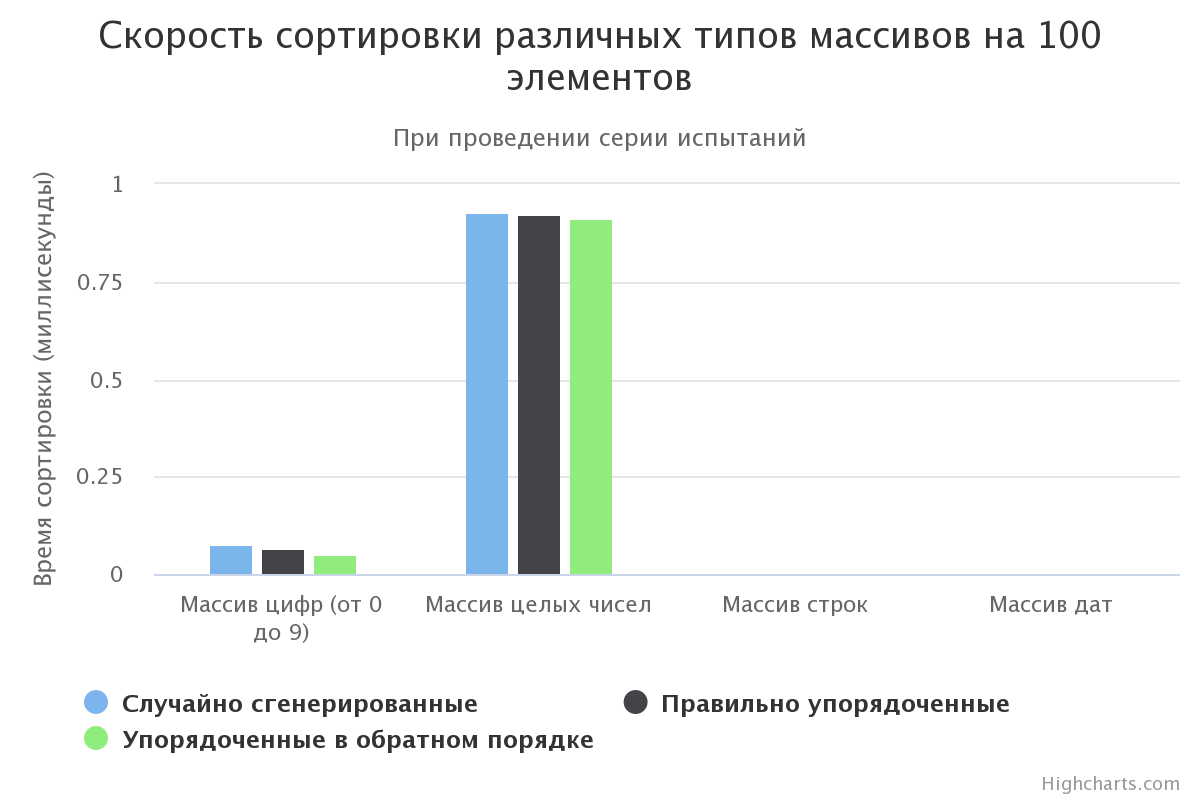 Скорость сортировки различных типов массивов на 100
элементов
При проведении серии испытаний
Время сортировки (миллисекунды)
1
0.75
0.5
0.25
0
Массив цифр (от 0
до 9)
Массив целых чисел
Массив строк
Массив дат
Случайно сгенерированные
Правильно упорядоченные
Упорядоченные в обратном порядке
Highcharts.com